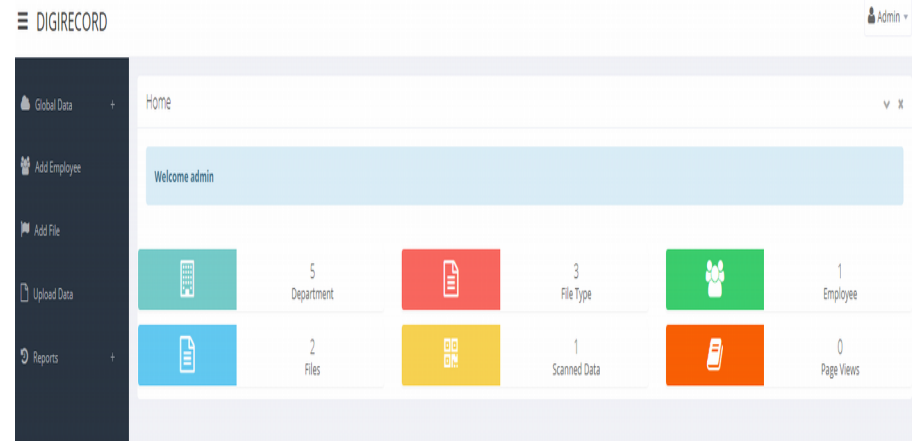 DIGIRECORD
Admin
Global Data +
Add Employee
Add File
Upload Data
Reports +
Home
Welcome admin
5
Department
3
File Type
1
Employee
2
Files
1
Scanned Data
0
Page Views